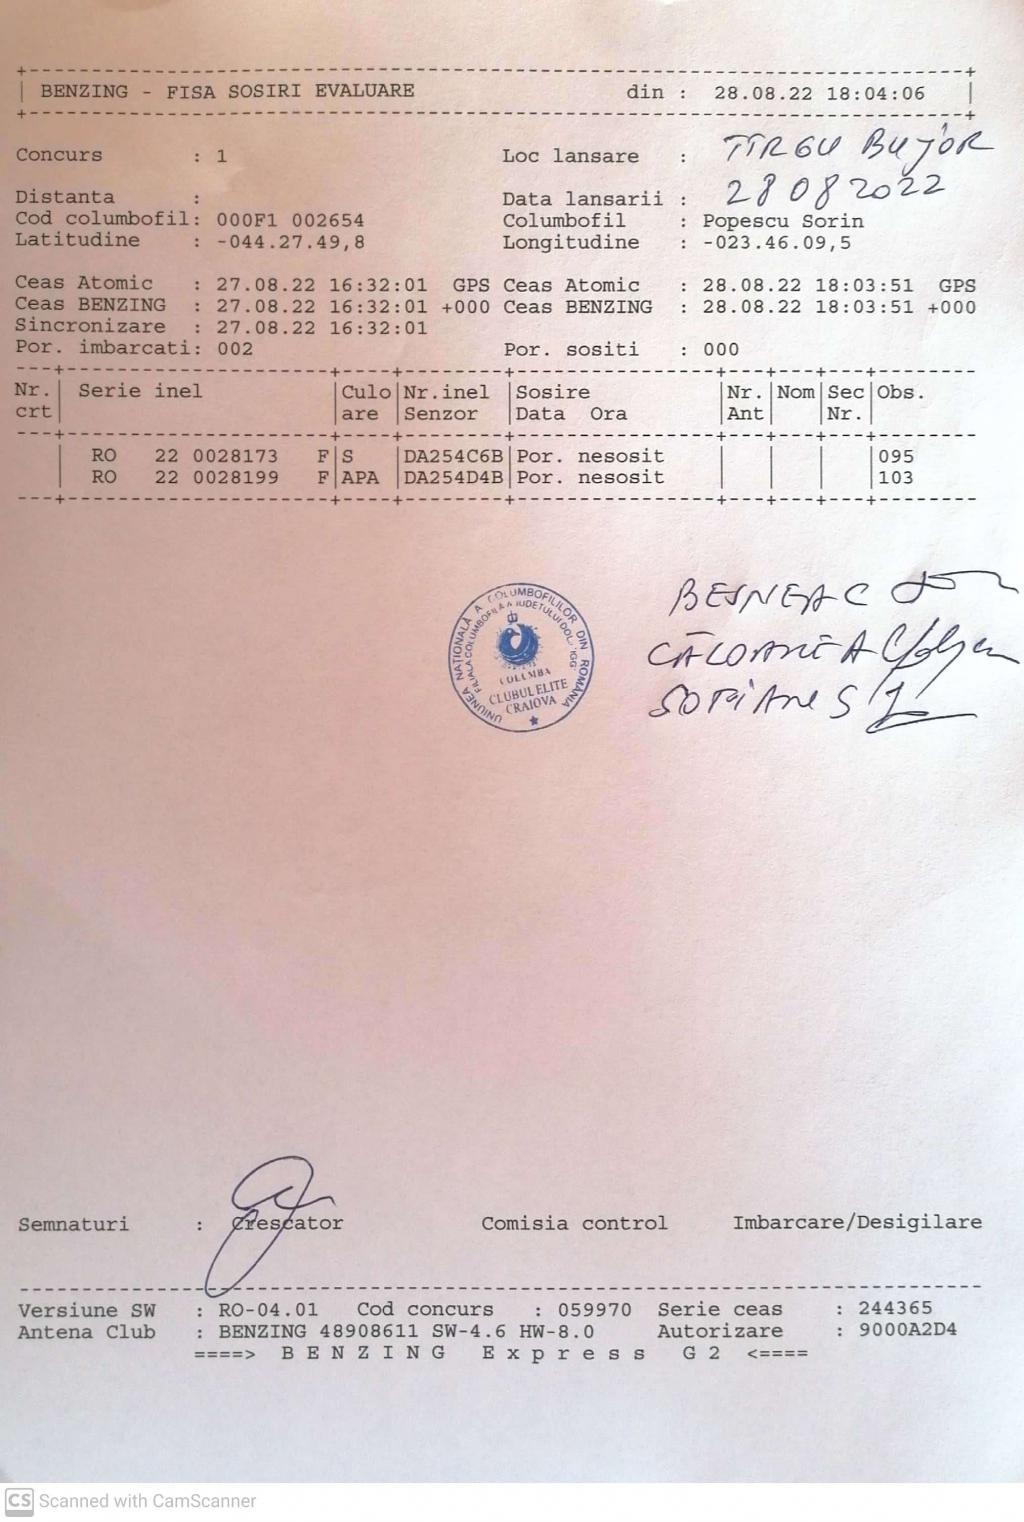 BENZING - FISA SOSIRI EVALUARE din : 28.08.22 18:04:06
Concurs : 1 Loc lansare : TIRGU BUJOR
Distanta : Data lansarii : 28 08 2022
Cod columbofil: 000F1 002654 Columbofil : Popescu Sorin
Latitudine : -044.27.49,8 Longitudine : -023.46.09,5
Ceas Atomic : 27.08.22 16:32:01 GPS Ceas Atomic : 28.08.22 18:03:51 GPS
Ceas BENZING : 27.08.22 16:32:01 +000 Ceas BENZING : 28.08.22 18:03:51 +000
Sincronizare : 27.08.22 16:32:01
Por. imbarcati: 002 Por. sositi : 000
Nr. | Serie inel |Culo|Nr.inel |Sosire |Nr.|Nom|Sec|Obs.
crt| |are |Senzor |Data Ora |Ant| |Nr.|
| RO 22 0028173 F|S |DA254C6B|Por. nesosit | | | |095
| RO 22 0028199 F|APA |DA254D4B|Por. nesosit | | | |103
UNIUNEA NAȚIONALĂ A COLUMBOFILILOR DIN ROMÂNIA
COLUMBA
CLUBUL ELITE
CRAIOVA
Semnaturi : Crescator Comisia control Imbarcare/Desigilare
Versiune SW : RO-04.01 Cod concurs : 059970 Serie ceas : 244365
Antena Club : BENZING 48908611 SW-4.6 HW-8.0 Autorizare : 9000A2D4
====> B E N Z I N G E x p r e s s G 2 <====
CS Scanned with CamScanner